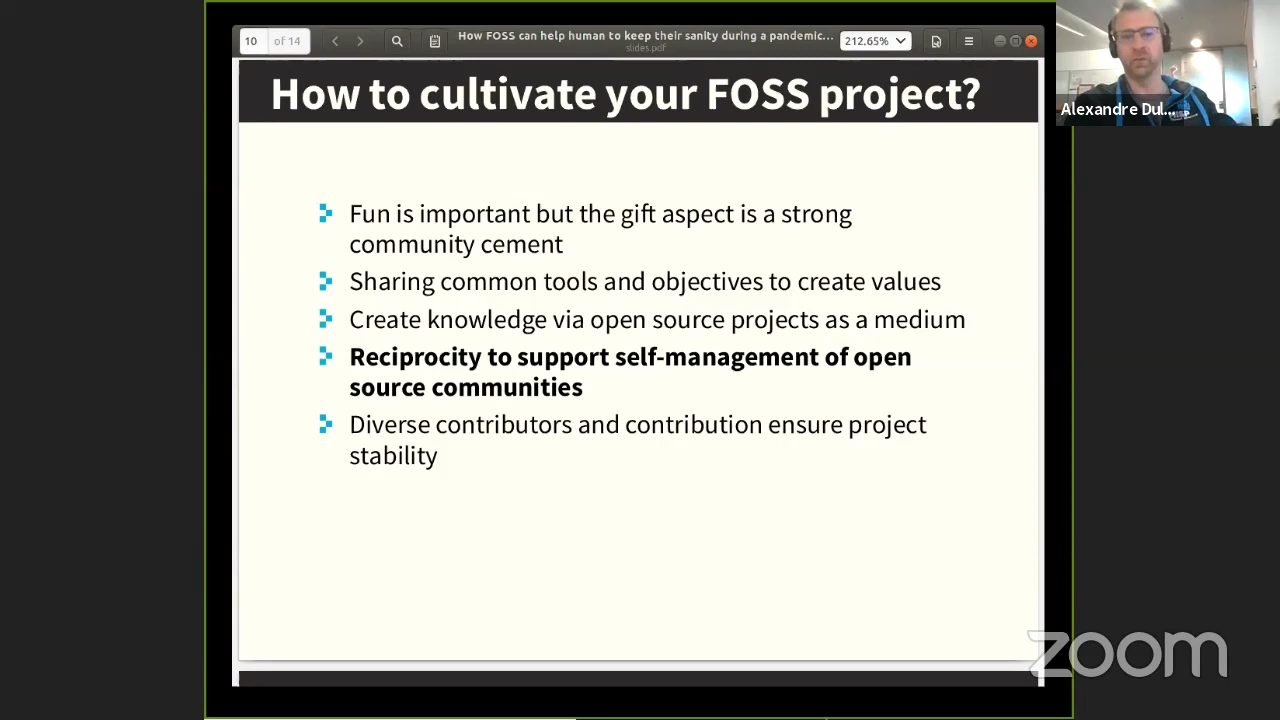 10 of 14
How FOSS can help human to keep their sanity during a pandemic...
slides.pdf
212.65%
Alexandre Dul...
How to cultivate your FOSS project?
Fun is important but the gift aspect is a strong
community cement
Sharing common tools and objectives to create values
Create knowledge via open source projects as a medium
Reciprocity to support self-management of open
source communities
Diverse contributors and contribution ensure project
stability
zoom